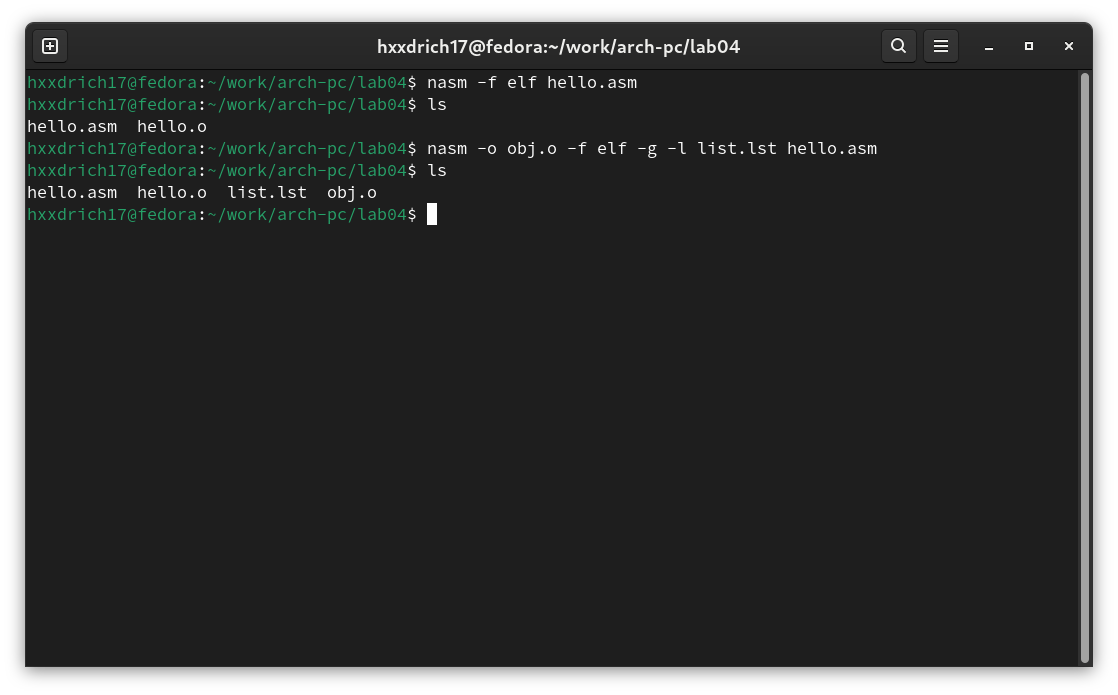 hxxdrich17@fedora:~/work/arch-pc/lab04
hxxdrich17@fedora:~/work/arch-pc/lab04$ nasm -f elf hello.asm
hxxdrich17@fedora:~/work/arch-pc/lab04$ ls
hello.asm  hello.o
hxxdrich17@fedora:~/work/arch-pc/lab04$ nasm -o obj.o -f elf -g -l list.lst hello.asm
hxxdrich17@fedora:~/work/arch-pc/lab04$ ls
hello.asm  hello.o  list.lst  obj.o
hxxdrich17@fedora:~/work/arch-pc/lab04$